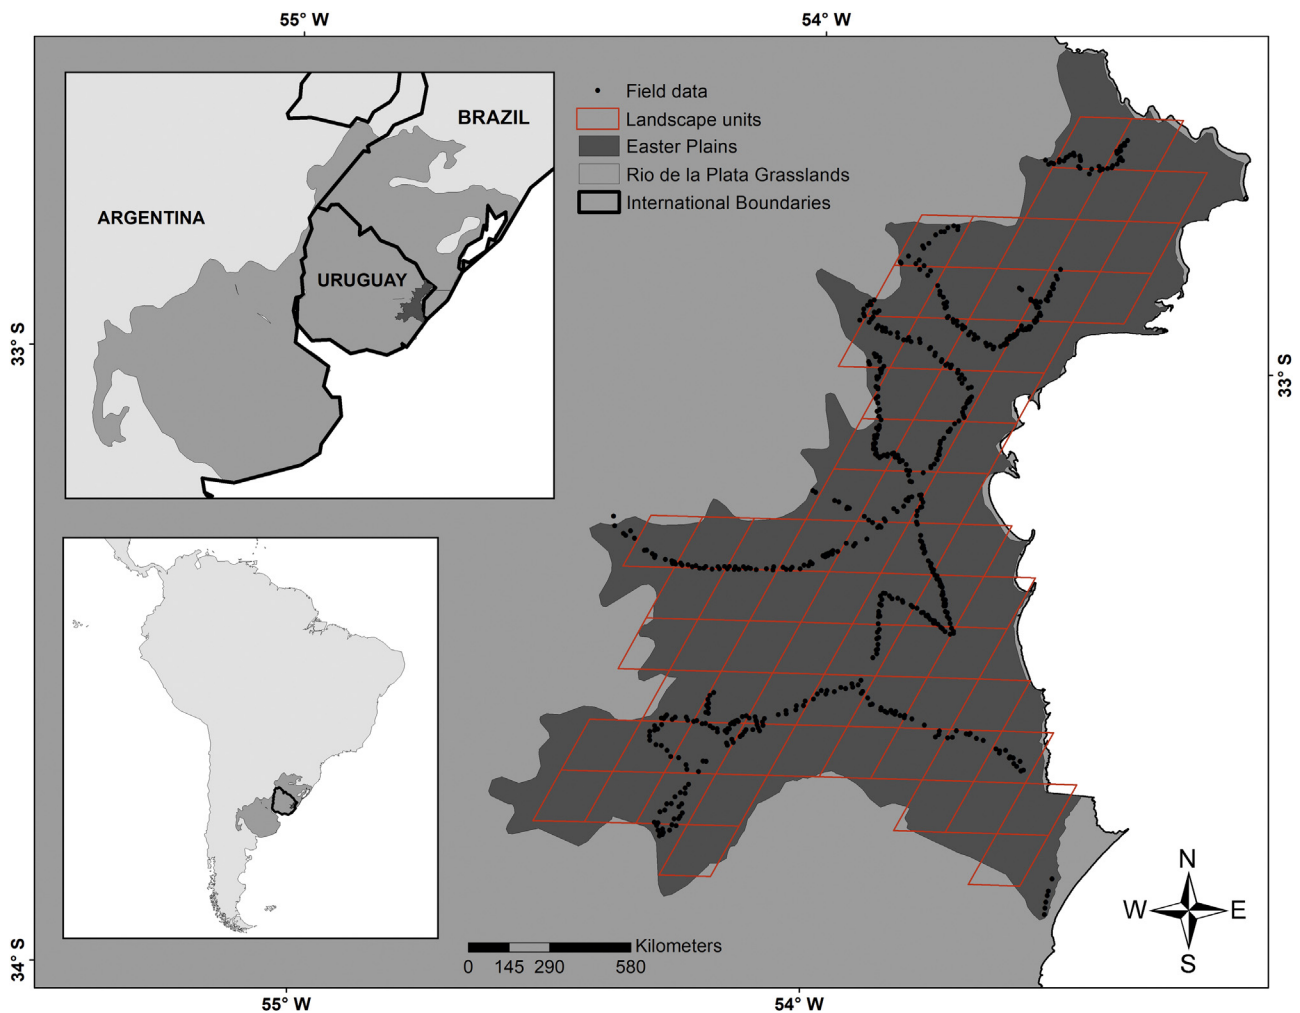 55° W
54° W
BRAZIL
ARGENTINA
URUGUAY
Field data
Landscape units
Easter Plains
Rio de la Plata Grasslands
International Boundaries
33° S
33° S
34° S
Kilometers
0 145 290 580
N
W E
S
55° W
54° W